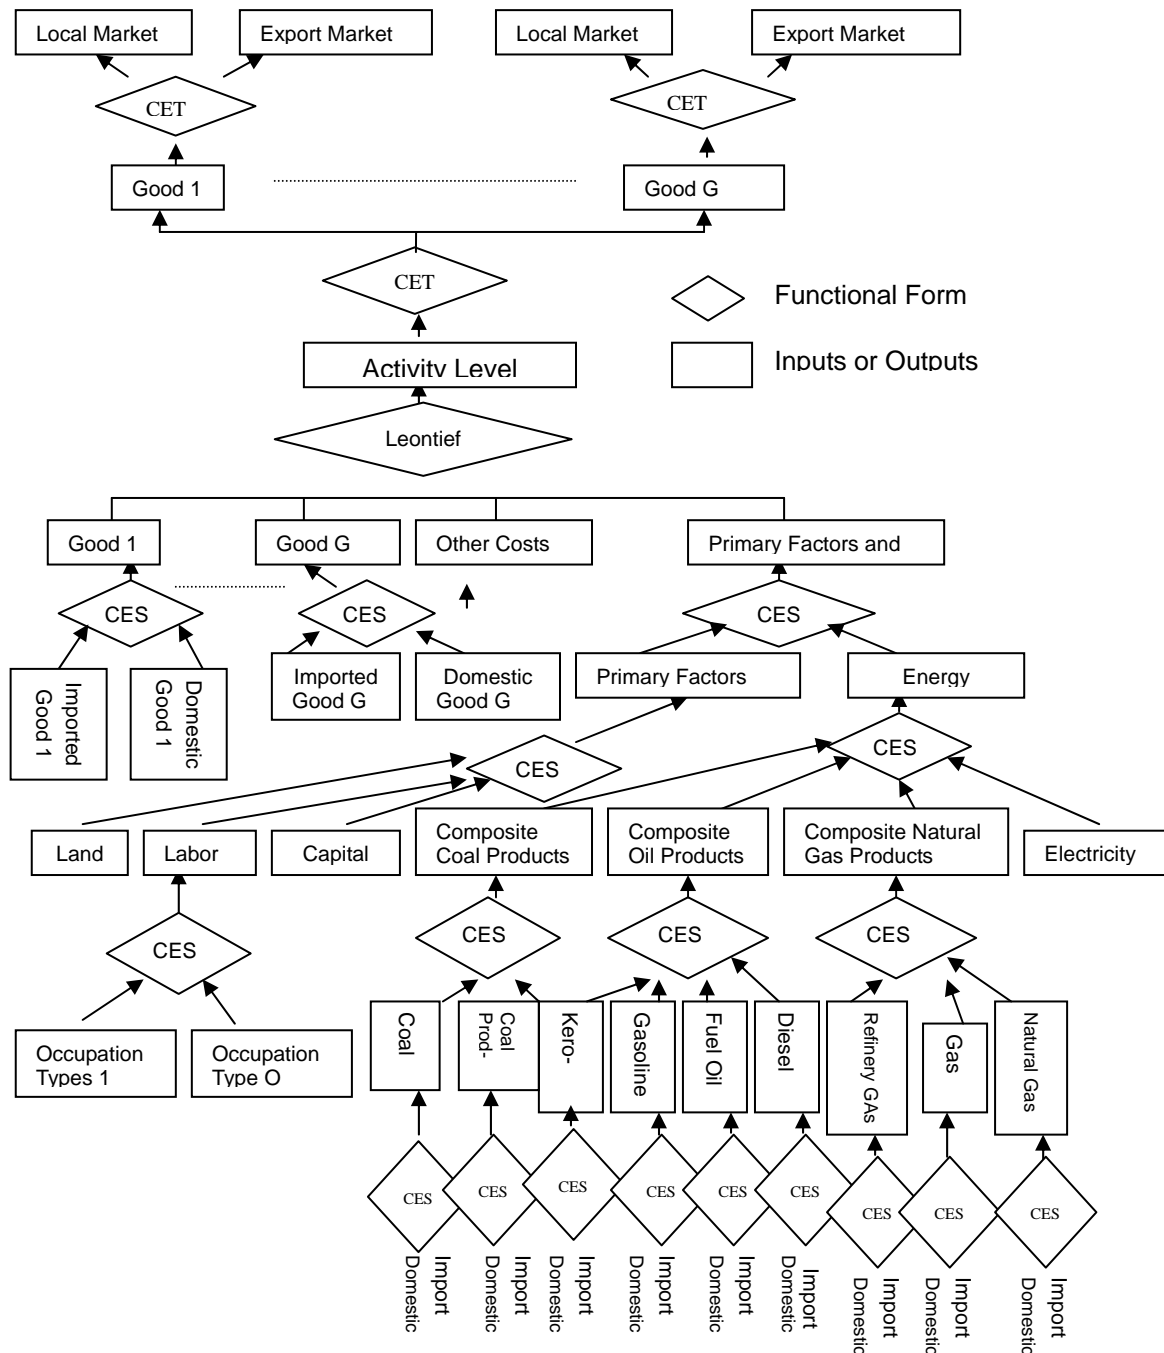 Local Market
Export Market
Local Market
Export Market
CET
CET
Good 1
Good G
CET
Functional Form
Activity Level
Inputs or Outputs
Leontief
Good 1
Good G
Other Costs
Primary Factors and
CES
CES
CES
Imported
Good 1
Domestic
Good 1
Imported
Good G
Domestic
Good G
Primary Factors
Energy
CES
CES
Land
Labor
Capital
Composite
Coal Products
Composite
Oil Products
Composite Natural
Gas Products
Electricity
CES
CES
CES
CES
Occupation
Types 1
Occupation
Type O
Coal
Coal
Prod-
Kero-
Gasoline
Fuel Oil
Diesel
Refinery GAs
Gas
Natural Gas
CES
CES
CES
CES
CES
CES
CES
CES
CES
Domestic
Import
Domestic
Import
Domestic
Import
Domestic
Import
Domestic
Import
Domestic
Import
Domestic
Import
Domestic
Import
Domestic
Import